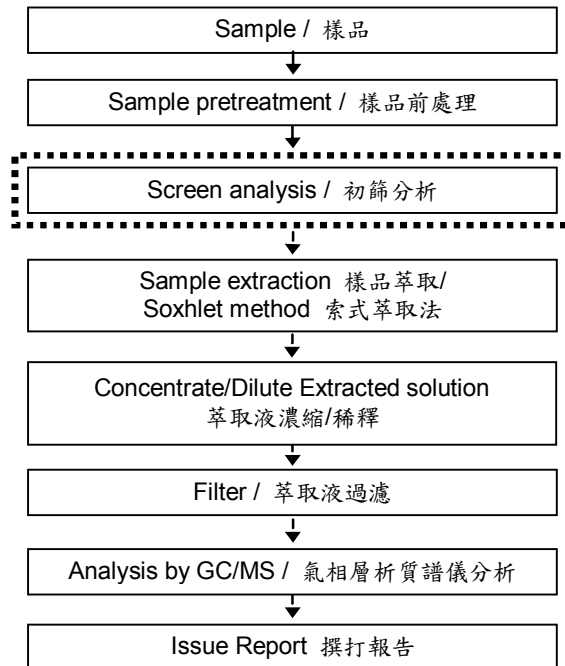 Sample / 樣品
Sample pretreatment / 樣品前處理
Screen analysis / 初篩分析
Sample extraction 樣品萃取/
Soxhlet method 索式萃取法
Concentrate/Dilute Extracted solution
萃取液濃縮/稀釋
Filter / 萃取液過濾
Analysis by GC/MS / 氣相層析質譜儀分析
Issue Report 撰打報告